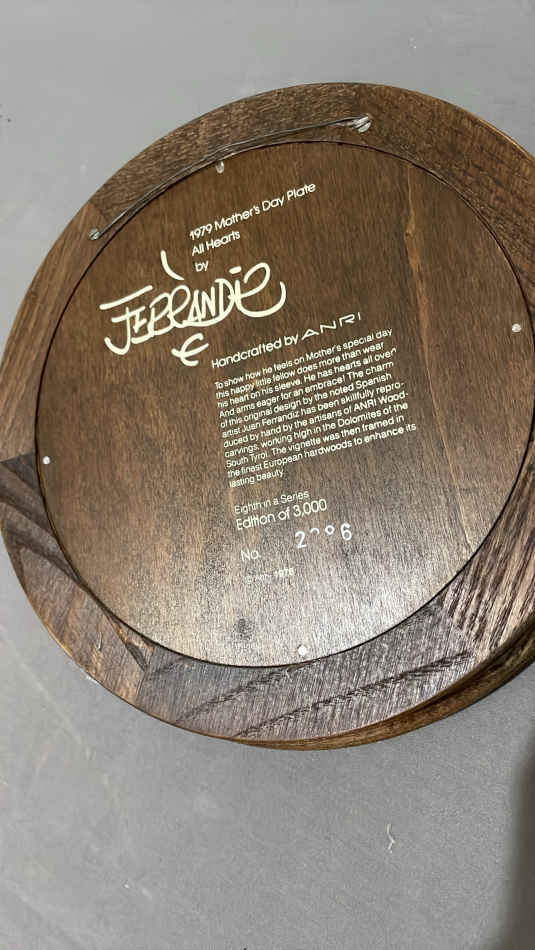 1979 Mother's Day Plate
All Hearts
by
FERRANDIZ
Handcrafted by ANRI
To show how he feels on Mother's special day
this happy little fellow does more than wear
his heart on his sleeve. He has hearts all over
And arms eager for an embrace! The charm
of this original design by the noted Spanish
artist Juan Ferrandiz has been skillfully repro-
duced by hand by the artisans of ANRI Wood-
carvings, working high in the Dolomites of the
South Tyrol. The vignette was then framed in
the finest European hardwoods to enhance its
lasting beauty.
Eighth in a Series
Edition of 3,000
No.
1978